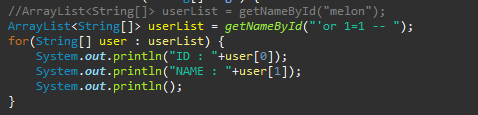 //ArrayList<String[]> userList = getNameById("melon");
ArrayList<String[]> userList = getNameById("'or 1=1 -- ");
for(String[] user : userList) {
System.out.println("ID : "+user[0]);
System.out.println("NAME : "+user[1]);
System.out.println();
}